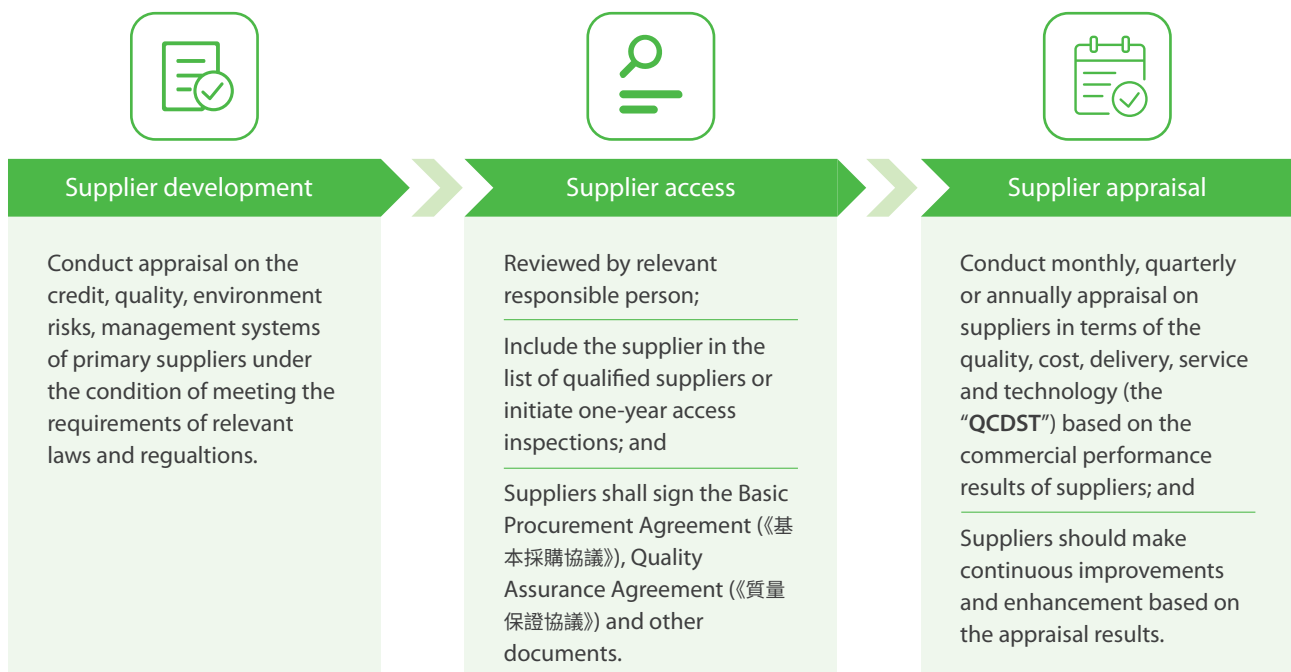 Supplier development
Conduct appraisal on the
credit, quality, environment
risks, management systems
of primary suppliers under
the condition of meeting the
requirements of relevant
laws and regualtions.
Supplier access
Reviewed by relevant
responsible person;
Include the supplier in the
list of qualified suppliers or
initiate one-year access
inspections; and
Suppliers shall sign the Basic
Procurement Agreement (《基
本採購協議》), Quality
Assurance Agreement (《質量
保證協議》) and other
documents.
Supplier appraisal
Conduct monthly, quarterly
or annually appraisal on
suppliers in terms of the
quality, cost, delivery, service
and technology (the
“QCDST”) based on the
commercial performance
results of suppliers; and
Suppliers should make
continuous improvements
and enhancement based on
the appraisal results.